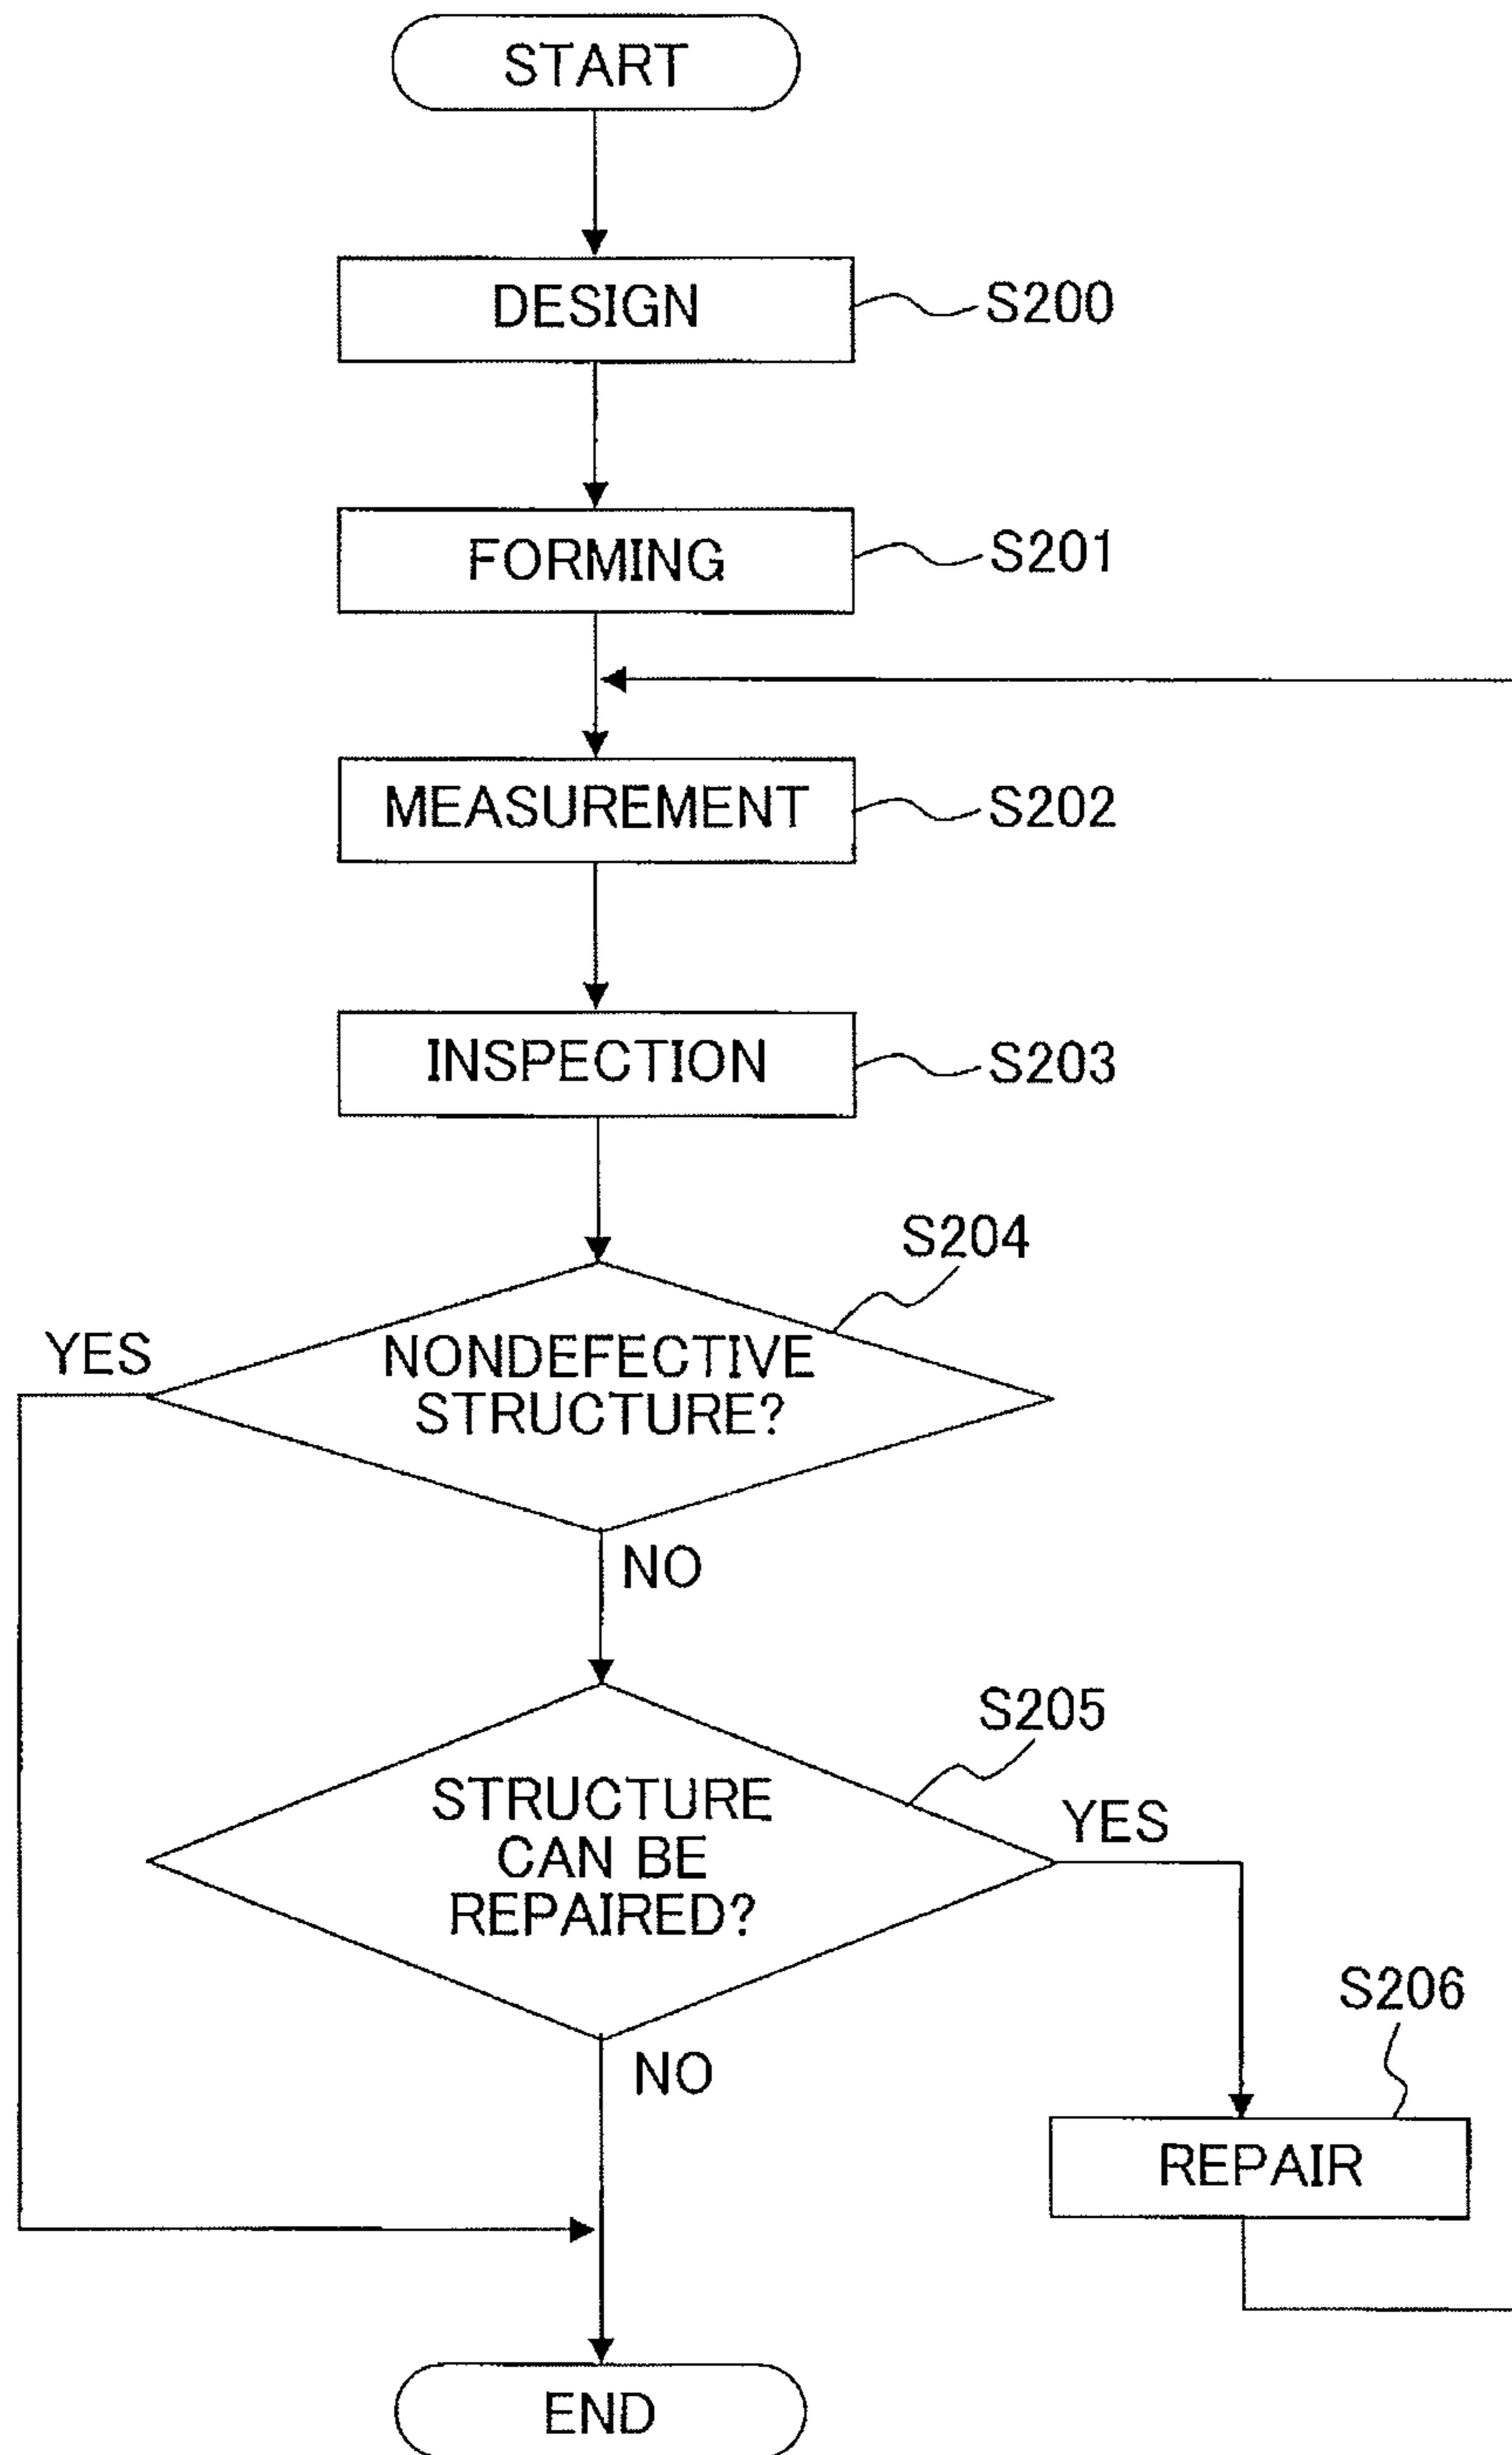 START
DESIGN
S200
FORMING
S201
MEASUREMENT
S202
INSPECTION
S203
S204
YES
NONDEFECTIVE
STRUCTURE?
NO
S205
STRUCTURE
CAN BE
REPAIRED?
YES
S206
NO
REPAIR
END